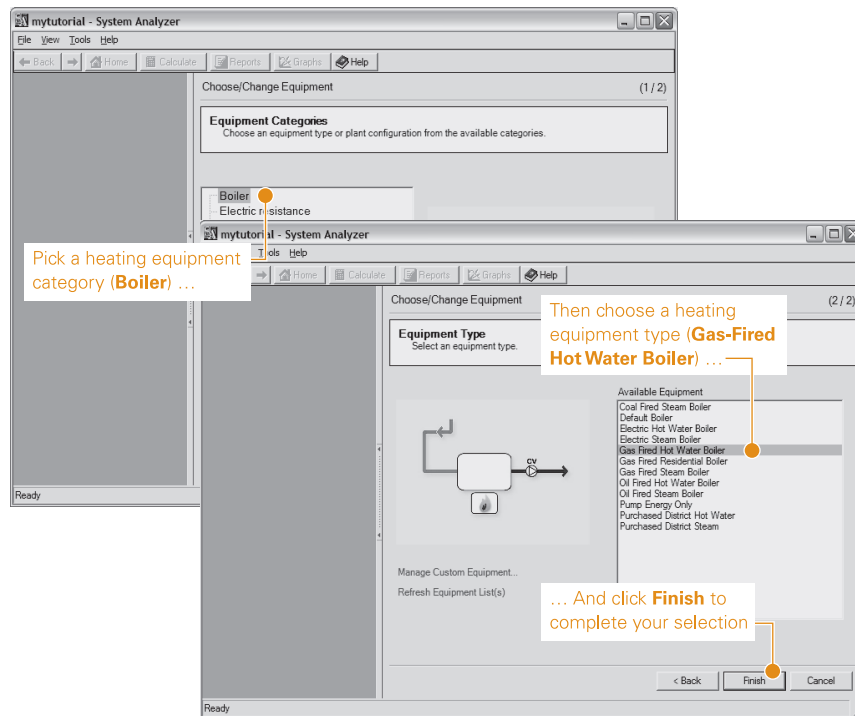 mytutorial - System Analyzer
File View Tools Help
Back Home Calculate Reports Graphs Help
Choose/Change Equipment (1 / 2)
Equipment Categories
Choose an equipment type or plant configuration from the available categories.
Boiler
Electric resistance
Pick a heating equipment
category (Boiler) …
Ready
mytutorial - System Analyzer
Tools Help
Home Calculate Reports Graphs Help
Choose/Change Equipment (2 / 2)
Equipment Type
Select an equipment type.
Then choose a heating
equipment type (Gas-Fired
Hot Water Boiler) …
CV
Available Equipment
Coal Fired Steam Boiler
Default Boiler
Electric Hot Water Boiler
Electric Steam Boiler
Gas Fired Hot Water Boiler
Gas Fired Residential Boiler
Gas Fired Steam Boiler
Oil Fired Hot Water Boiler
Oil Fired Steam Boiler
Pump Energy Only
Purchased District Hot Water
Purchased District Steam
Manage Custom Equipment...
Refresh Equipment List(s)
… And click Finish to
complete your selection
< Back Finish Cancel
Ready